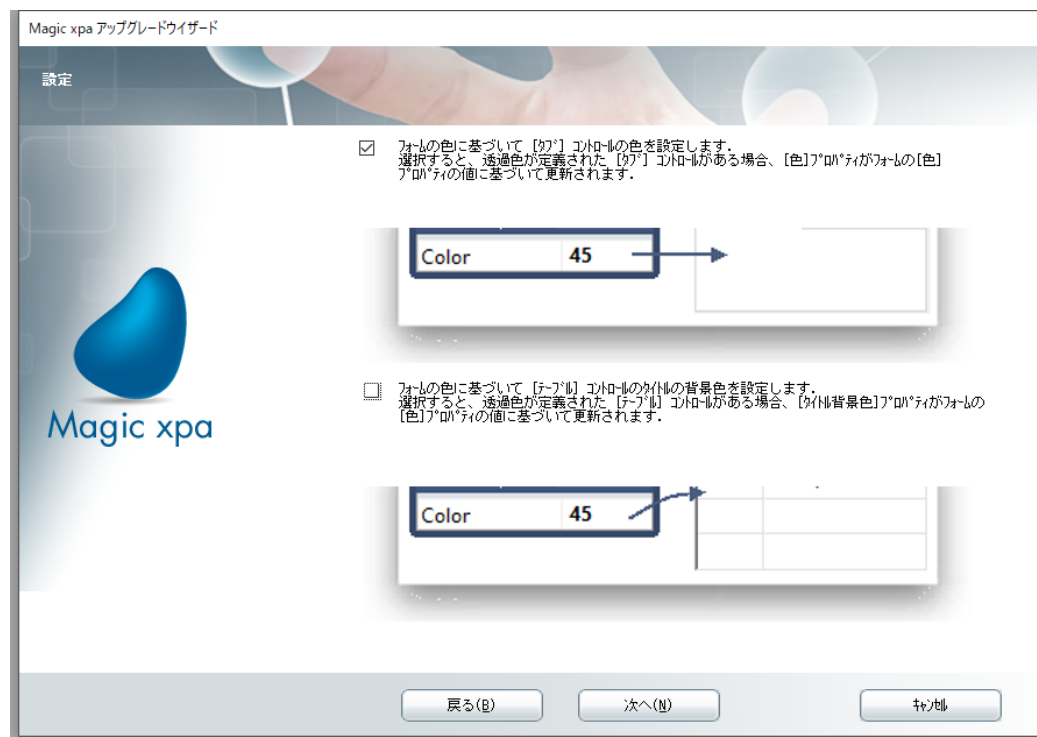 Magic xpa アップグレードウイザード
設定
ﾌｫｰﾑの色に基づいて [ﾀﾌﾞ] ｺﾝﾄﾛｰﾙの色を設定します.
選択すると、透過色が定義された [ﾀﾌﾞ] ｺﾝﾄﾛｰﾙがある場合、[色]ﾌﾟﾛﾊﾟﾃｨがﾌｫｰﾑの[色]
ﾌﾟﾛﾊﾟﾃｨの値に基づいて更新されます.
Color 45
ﾌｫｰﾑの色に基づいて [ﾃｰﾌﾞﾙ] ｺﾝﾄﾛｰﾙのﾀｲﾄﾙの背景色を設定します.
選択すると、透過色が定義された [ﾃｰﾌﾞﾙ] ｺﾝﾄﾛｰﾙがある場合、[ﾀｲﾄﾙ背景色]ﾌﾟﾛﾊﾟﾃｨがﾌｫｰﾑの
[色]ﾌﾟﾛﾊﾟﾃｨの値に基づいて更新されます.
Magic xpa
Color 45
戻る(B) 次へ(N) ｷｬﾝｾﾙ